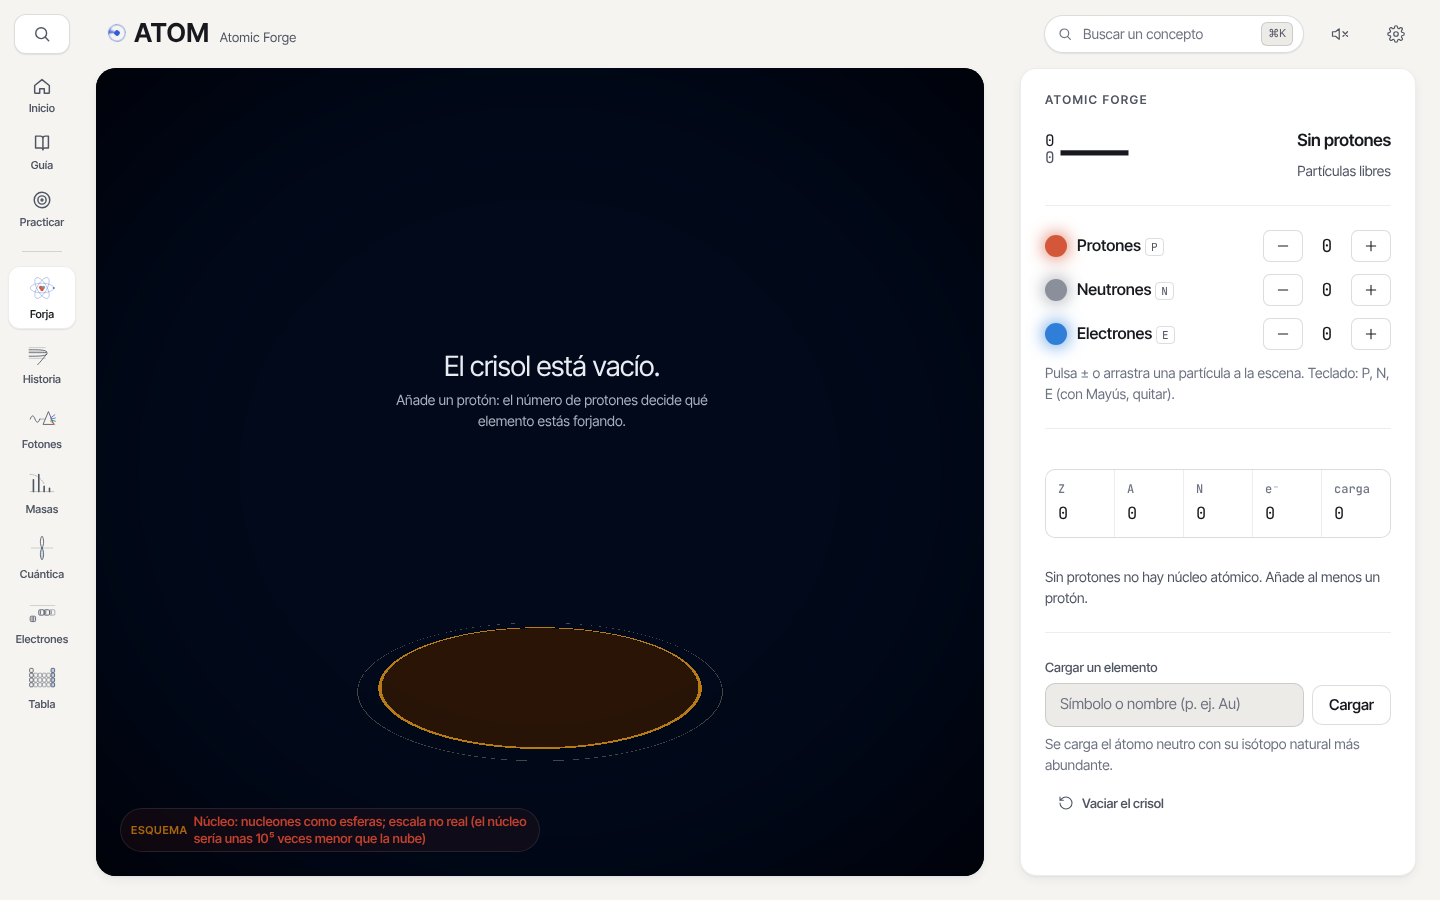 ATOM Atomic Forge
Buscar un concepto ⌘K
Inicio
Guía
Practicar
Forja
Historia
Fotones
Masas
Cuántica
Electrones
Tabla
El crisol está vacío.
Añade un protón: el número de protones decide qué
elemento estás forjando.
ESQUEMA
Núcleo: nucleones como esferas; escala no real (el núcleo
sería unas 10⁵ veces menor que la nube)
ATOMIC FORGE
0
0
Sin protones
Partículas libres
Protones P − 0 +
Neutrones N − 0 +
Electrones E − 0 +
Pulsa ± o arrastra una partícula a la escena. Teclado: P, N,
E (con Mayús, quitar).
Z A N e⁻ carga
0 0 0 0 0
Sin protones no hay núcleo atómico. Añade al menos un
protón.
Cargar un elemento
Símbolo o nombre (p. ej. Au) Cargar
Se carga el átomo neutro con su isótopo natural más
abundante.
Vaciar el crisol